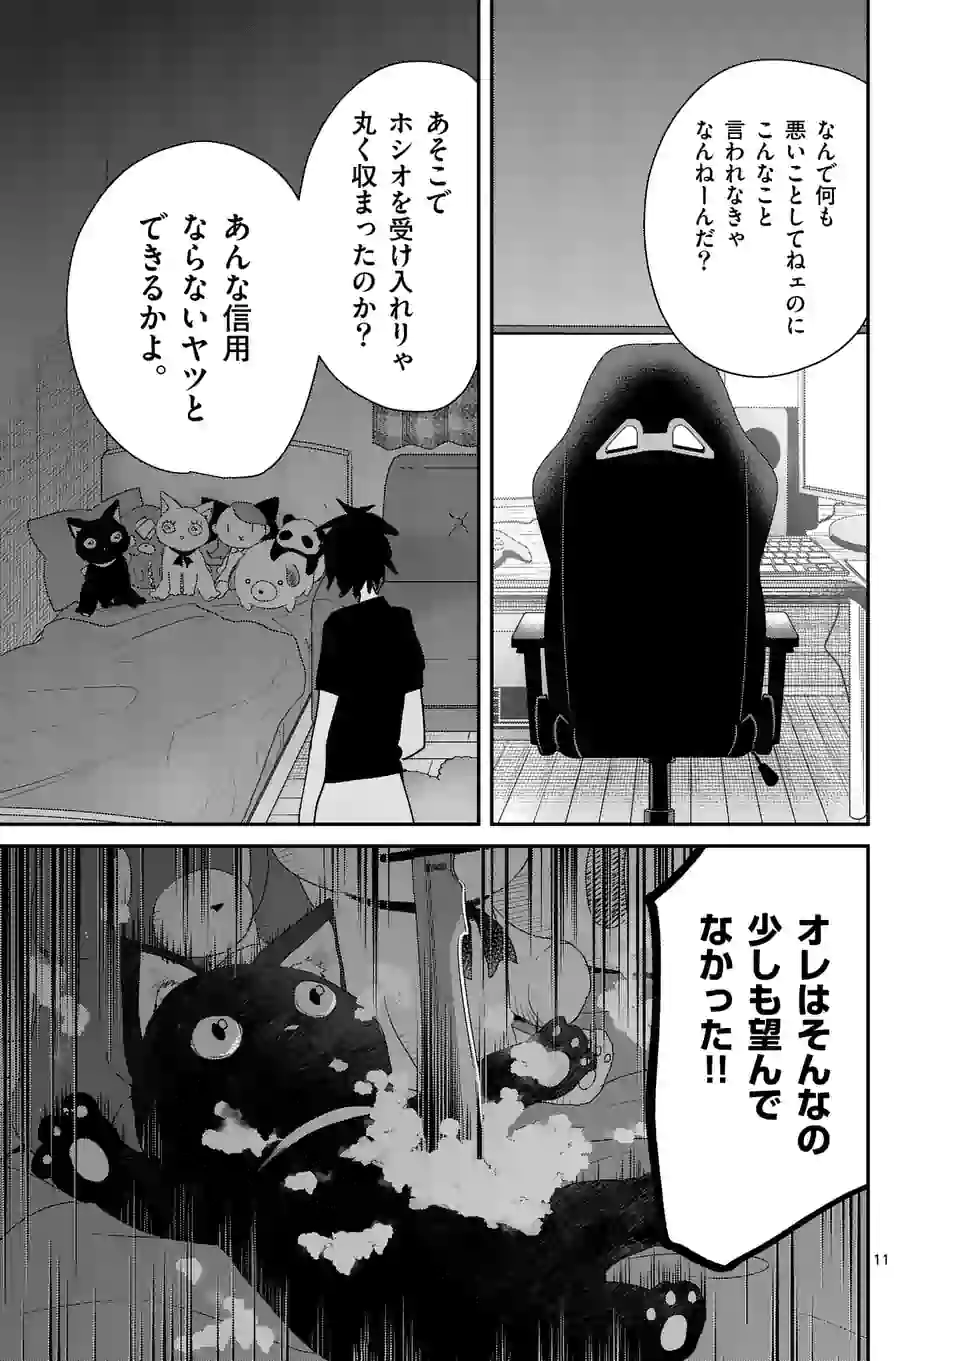 なんで何も
悪いことしてねェのに
こんなこと
言われなきゃ
なんねーんだ？
あそこで
ホシオを受け入れりゃ
丸く収まったのか？
あんな信用
ならないヤツと
できるかよ。
オレはそんなの
少しも望んで
なかった!!
11